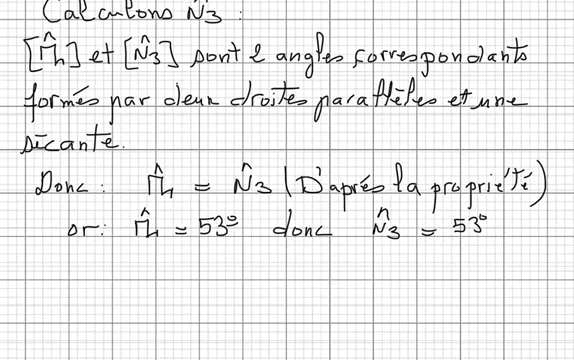 Calculons N̂3 :
[M̂1] et [N̂3] sont 2 angles correspondants
formés par deux droites parallèles et une
sécante.
Donc : M̂1 = N̂3 (D'après la propriété)
or : M̂1 = 53° donc N̂3 = 53°